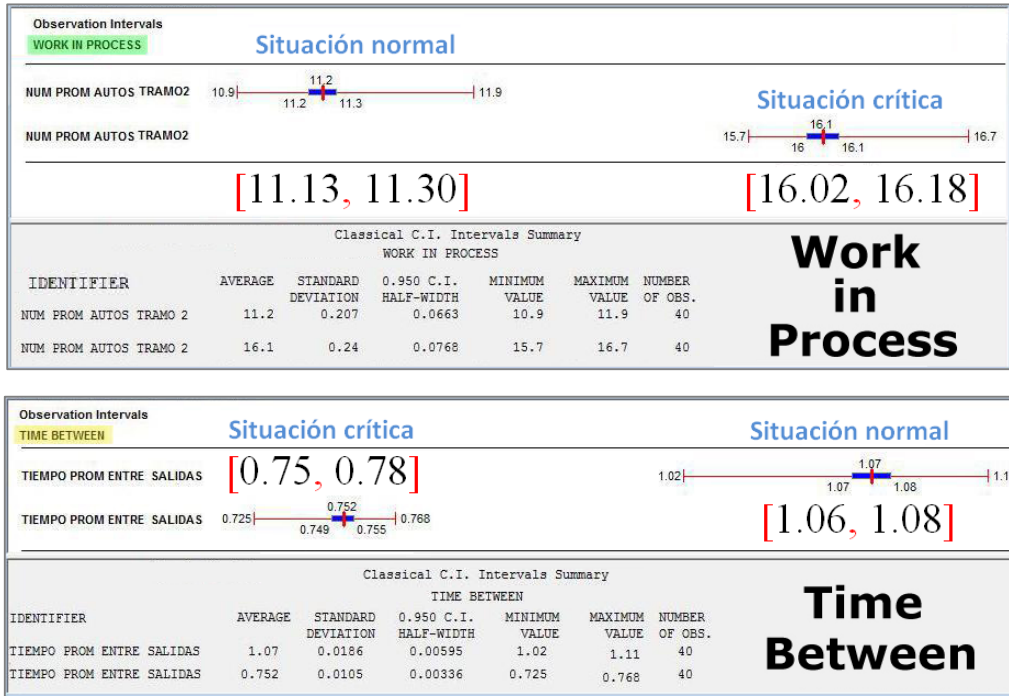 Observation Intervals
WORK IN PROCESS
Situación normal
NUM PROM AUTOS TRAMO2
10.9
11.2
11.9
11.2
11.3
Situación crítica
NUM PROM AUTOS TRAMO2
15.7
16.1
16.7
16
16.1
[11.13, 11.30]
[16.02, 16.18]
Classical C.I. Intervals Summary
WORK IN PROCESS
IDENTIFIER AVERAGE STANDARD DEVIATION 0.950 C.I. HALF-WIDTH MINIMUM VALUE MAXIMUM VALUE NUMBER OF OBS.
NUM PROM AUTOS TRAMO 2 11.2 0.207 0.0663 10.9 11.9 40
NUM PROM AUTOS TRAMO 2 16.1 0.24 0.0768 15.7 16.7 40
Work
in
Process
Observation Intervals
TIME BETWEEN
Situación crítica
Situación normal
TIEMPO PROM ENTRE SALIDAS
[0.75, 0.78]
1.02
1.07
1.1
1.07
1.08
TIEMPO PROM ENTRE SALIDAS
0.725
0.752
0.768
0.749
0.755
[1.06, 1.08]
Classical C.I. Intervals Summary
TIME BETWEEN
IDENTIFIER AVERAGE STANDARD DEVIATION 0.950 C.I. HALF-WIDTH MINIMUM VALUE MAXIMUM VALUE NUMBER OF OBS.
TIEMPO PROM ENTRE SALIDAS 1.07 0.0186 0.00595 1.02 1.11 40
TIEMPO PROM ENTRE SALIDAS 0.752 0.0105 0.00336 0.725 0.768 40
Time
Between